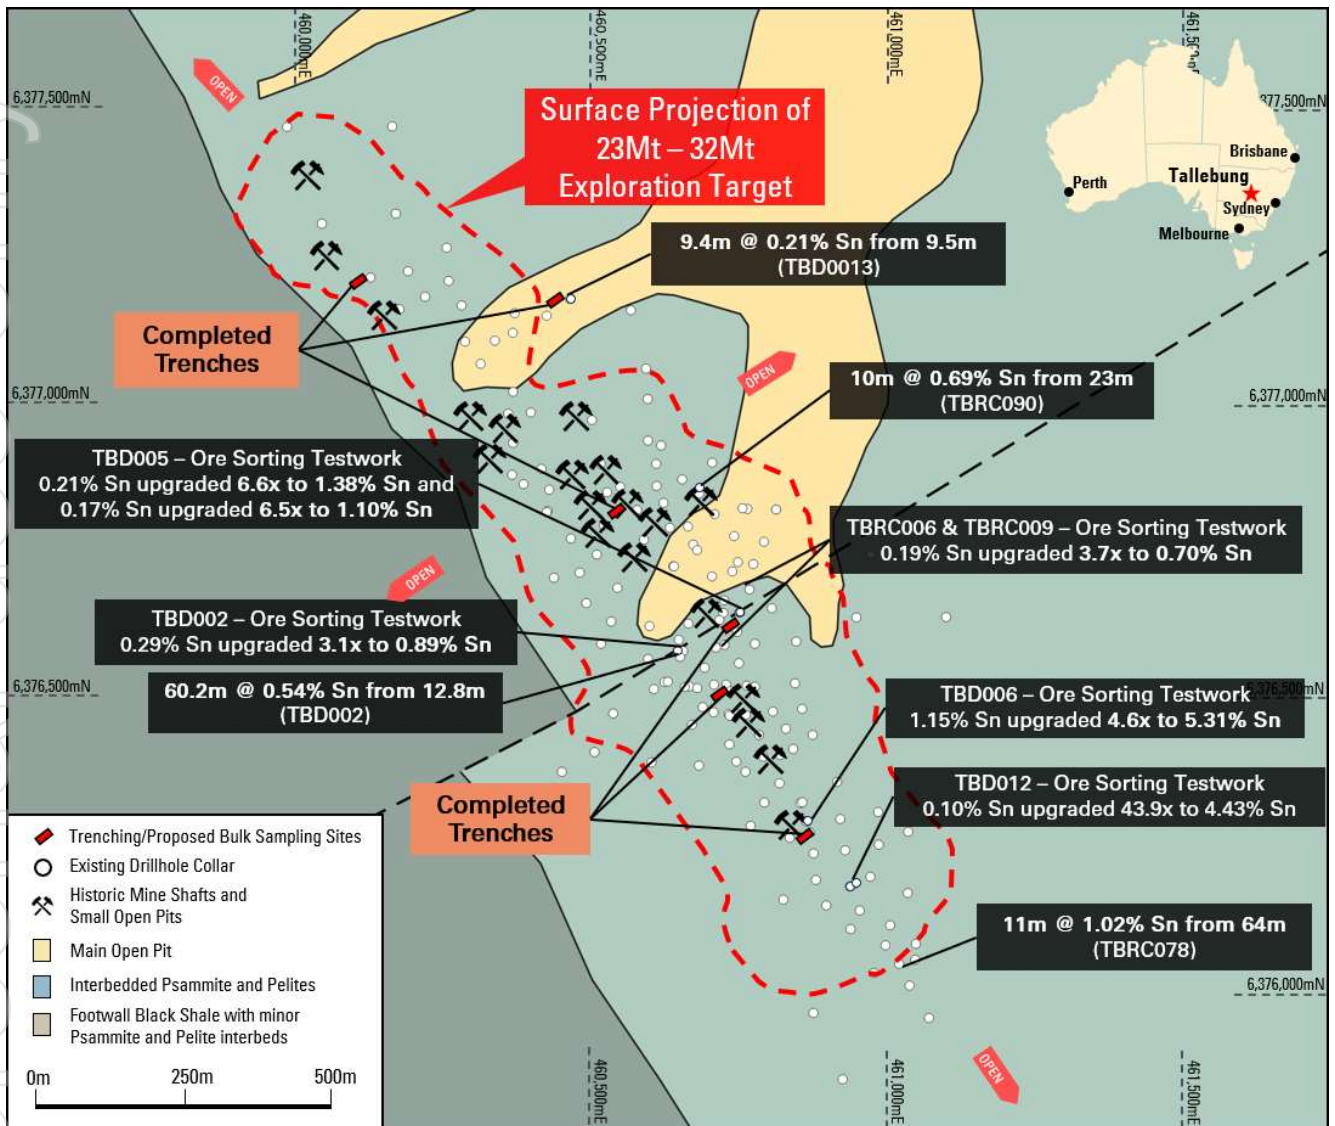 460,000mE
460,500mE
461,000mE
6,377,500mN
377,500mN
OPEN
Surface Projection of
23Mt – 32Mt
Exploration Target
Brisbane
Perth
Tallebung
Sydney
Melbourne
9.4m @ 0.21% Sn from 9.5m
(TBD0013)
Completed
Trenches
OPEN
10m @ 0.69% Sn from 23m
(TBRC090)
6,377,000mN
6,377,000mN
TBD005 – Ore Sorting Testwork
0.21% Sn upgraded 6.6x to 1.38% Sn and
0.17% Sn upgraded 6.5x to 1.10% Sn
TBRC006 & TBRC009 – Ore Sorting Testwork
0.19% Sn upgraded 3.7x to 0.70% Sn
OPEN
TBD002 – Ore Sorting Testwork
0.29% Sn upgraded 3.1x to 0.89% Sn
6,376,500mN
6,376,500mN
60.2m @ 0.54% Sn from 12.8m
(TBD002)
TBD006 – Ore Sorting Testwork
1.15% Sn upgraded 4.6x to 5.31% Sn
TBD012 – Ore Sorting Testwork
0.10% Sn upgraded 43.9x to 4.43% Sn
Completed
Trenches
Trenching/Proposed Bulk Sampling Sites
Existing Drillhole Collar
Historic Mine Shafts and
Small Open Pits
Main Open Pit
Interbedded Psammite and Pelites
Footwall Black Shale with minor
Psammite and Pelite interbeds
0m 250m 500m
11m @ 1.02% Sn from 64m
(TBRC078)
6,376,000mN
OPEN
460,500mE
461,000mE
461,500mE